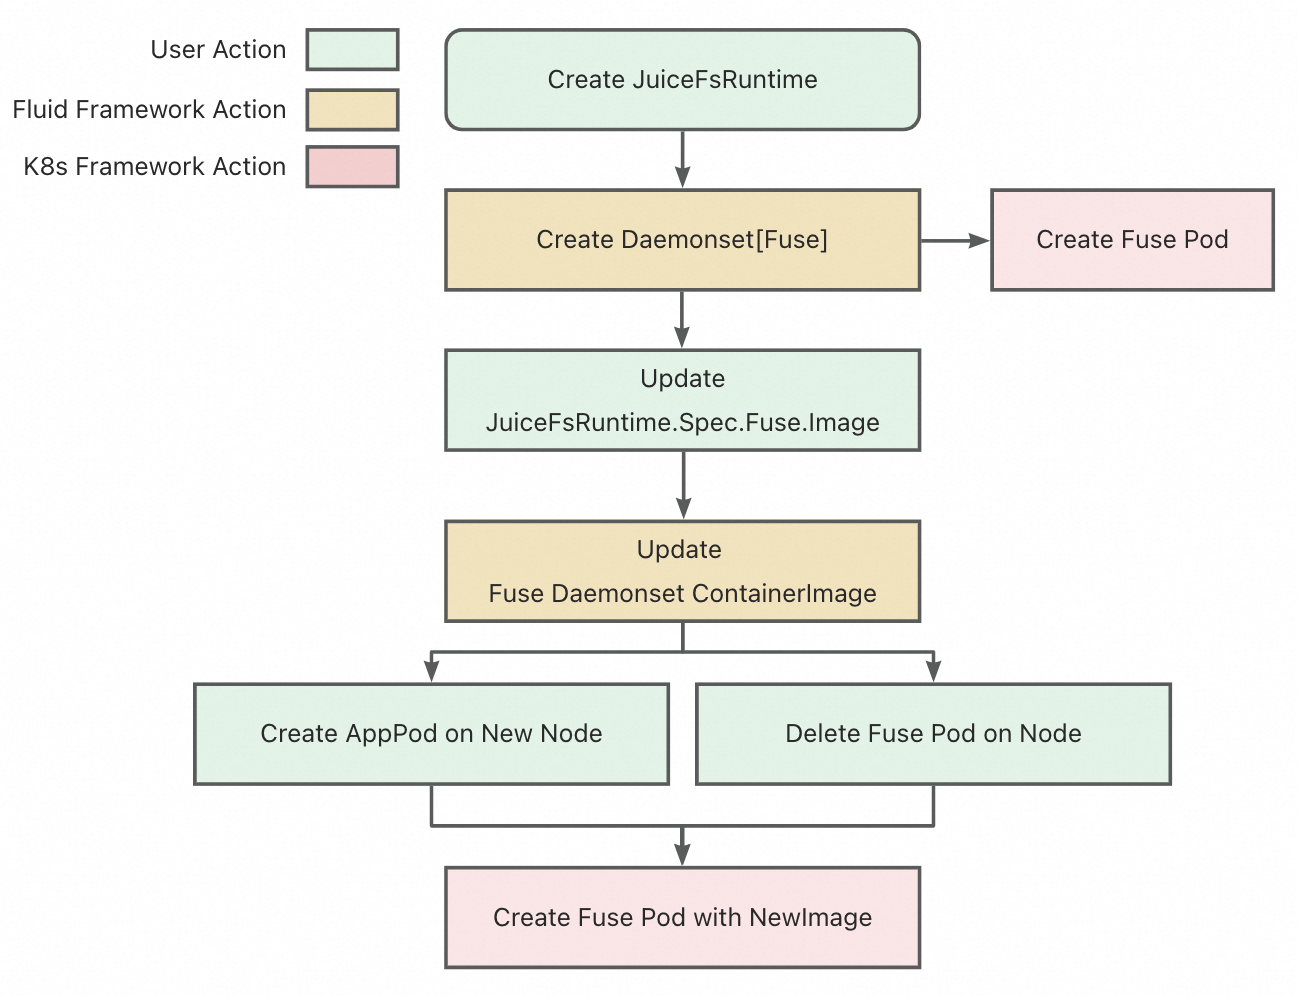 User Action
Fluid Framework Action
K8s Framework Action
Create JuiceFsRuntime
Create Daemonset[Fuse]
Create Fuse Pod
Update
JuiceFsRuntime.Spec.Fuse.Image
Update
Fuse Daemonset ContainerImage
Create AppPod on New Node
Delete Fuse Pod on Node
Create Fuse Pod with NewImage